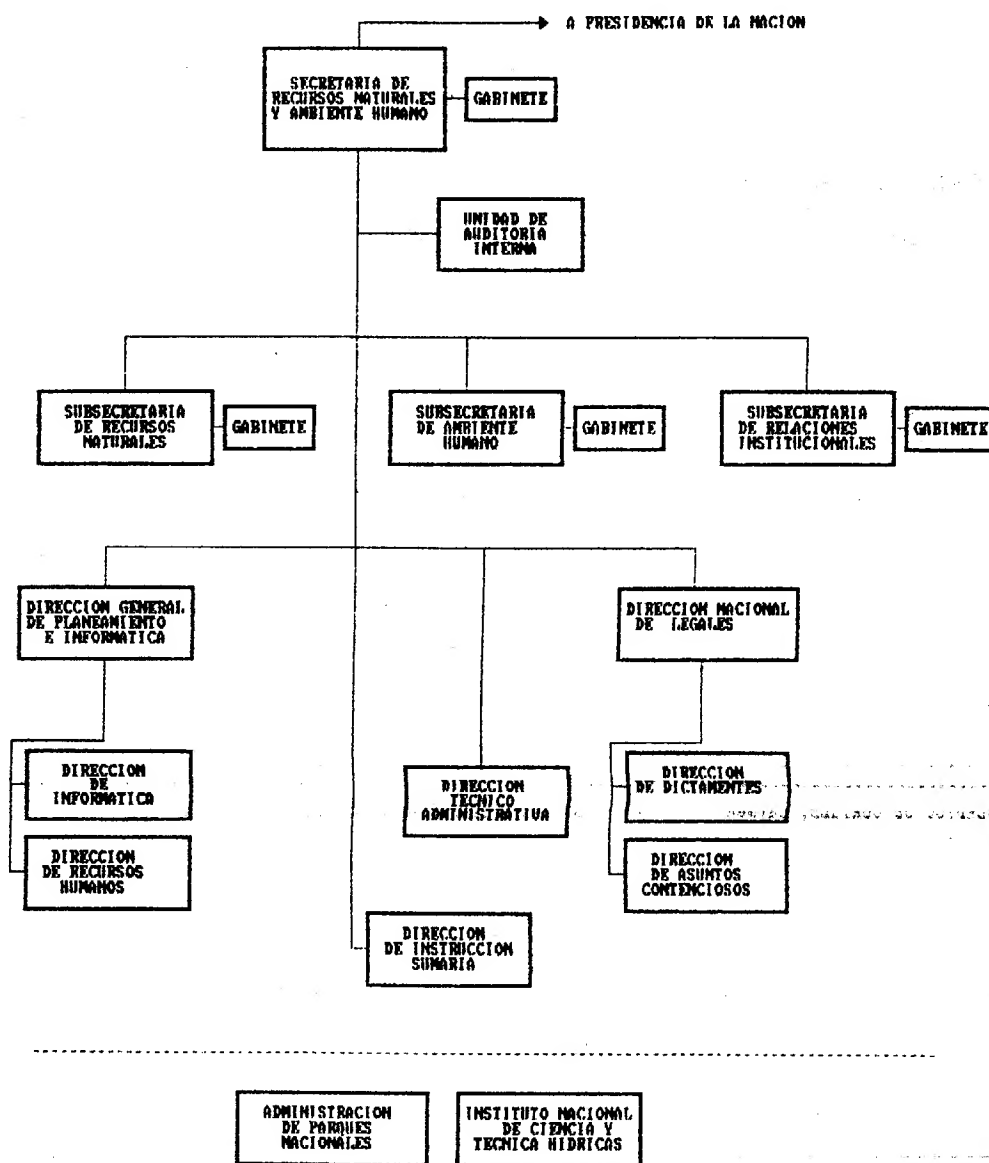 A PRESIDENCIA DE LA NACION
SECRETARIA DE
RECURSOS NATURALES
Y AMBIENTE HUMANO
GABINETE
UNIDAD DE
AUDITORIA
INTERNA
SUBSECRETARIA
DE RECURSOS
NATURALES
GABINETE
SUBSECRETARIA
DE AMBIENTE
HUMANO
GABINETE
SUBSECRETARIA
DE RELACIONES
INSTITUCIONALES
GABINETE
DIRECCION GENERAL
DE PLANEAMIENTO
E INFORMATICA
DIRECCION NACIONAL
DE LEGALES
DIRECCION
DE
INFORMATICA
DIRECCION
TECNICO
ADMINISTRATIVA
DIRECCION
DE DICTAMENTES
DIRECCION
DE RECURSOS
HUMANOS
DIRECCION
DE ASUNTOS
CONTENCIOSOS
DIRECCION
DE INSTRUCCION
SUMARIA
ADMINISTRACION
DE PARQUES
NACIONALES
INSTITUTO NACIONAL
DE CIENCIA Y
TECNICA HIDRICAS